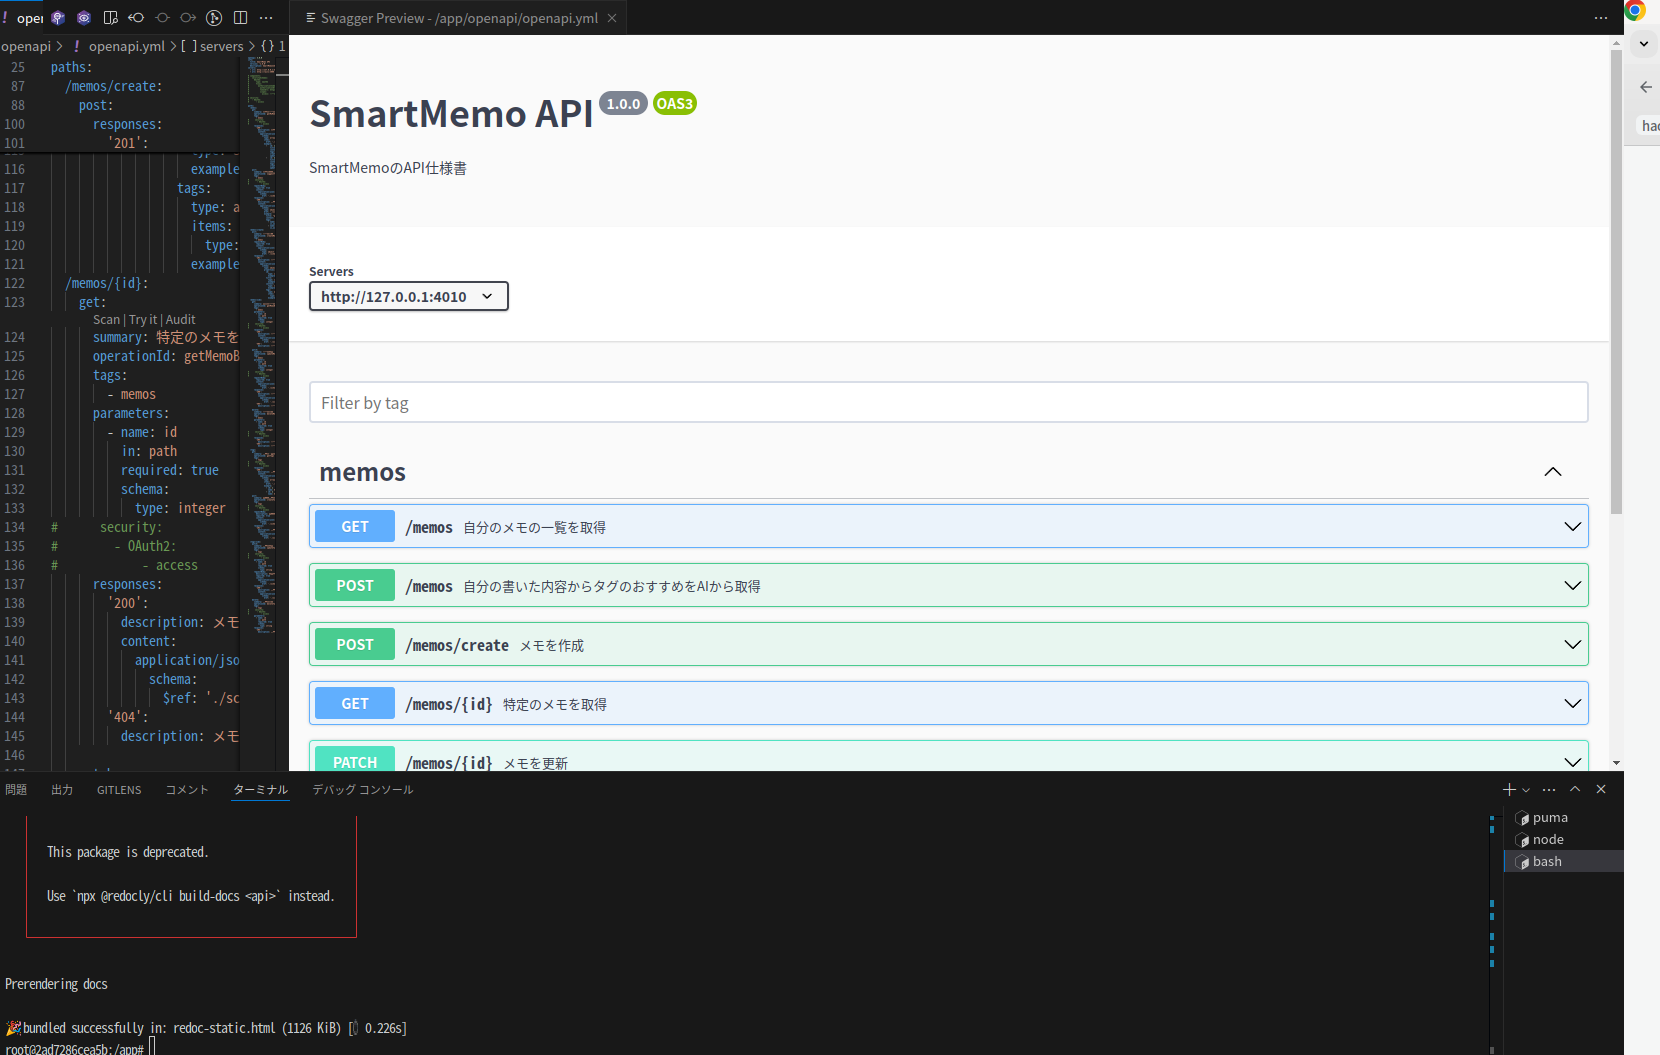 ! oper
Swagger Preview - /app/openapi/openapi.yml
openapi > ! openapi.yml > [ ] servers > {} 1
25 paths:
87 /memos/create:
88 post:
100 responses:
101 '201':
116 example
117 tags:
118 type: a
119 items:
120 type:
121 example
122 /memos/{id}:
123 get:
Scan | Try it | Audit
124 summary: 特定のメモを
125 operationId: getMemoB
126 tags:
127 - memos
128 parameters:
129 - name: id
130 in: path
131 required: true
132 schema:
133 type: integer
134 # security:
135 # - OAuth2:
136 # - access
137 responses:
138 '200':
139 description: メモ
140 content:
141 application/jso
142 schema:
143 $ref: './sc
144 '404':
145 description: メモ
146
SmartMemo API 1.0.0 OAS3
SmartMemoのAPI仕様書
Servers
http://127.0.0.1:4010
Filter by tag
memos
GET /memos 自分のメモの一覧を取得
POST /memos 自分の書いた内容からタグのおすすめをAIから取得
POST /memos/create メモを作成
GET /memos/{id} 特定のメモを取得
PATCH /memos/{id} メモを更新
hac
問題 出力 GITLENS コメント ターミナル デバッグ コンソール
This package is deprecated.
Use `npx @redocly/cli build-docs <api>` instead.
Prerendering docs
🎉bundled successfully in: redoc-static.html (1126 KiB) [ 0.226s]
root@2ad7286cea5b:/app#
puma
node
bash